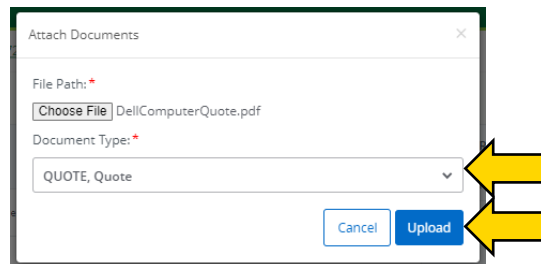 Attach Documents
File Path: *
Choose File DellComputerQuote.pdf
Document Type: *
QUOTE, Quote
Cancel Upload